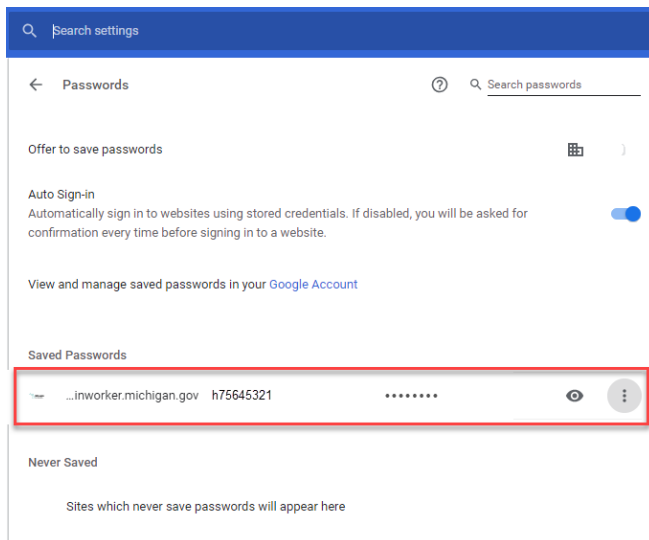 Search settings
Passwords
Search passwords
Offer to save passwords
Auto Sign-in
Automatically sign in to websites using stored credentials. If disabled, you will be asked for
confirmation every time before signing in to a website.
View and manage saved passwords in your Google Account
Saved Passwords
...inworker.michigan.gov h75645321 ••••••••
Never Saved
Sites which never save passwords will appear here